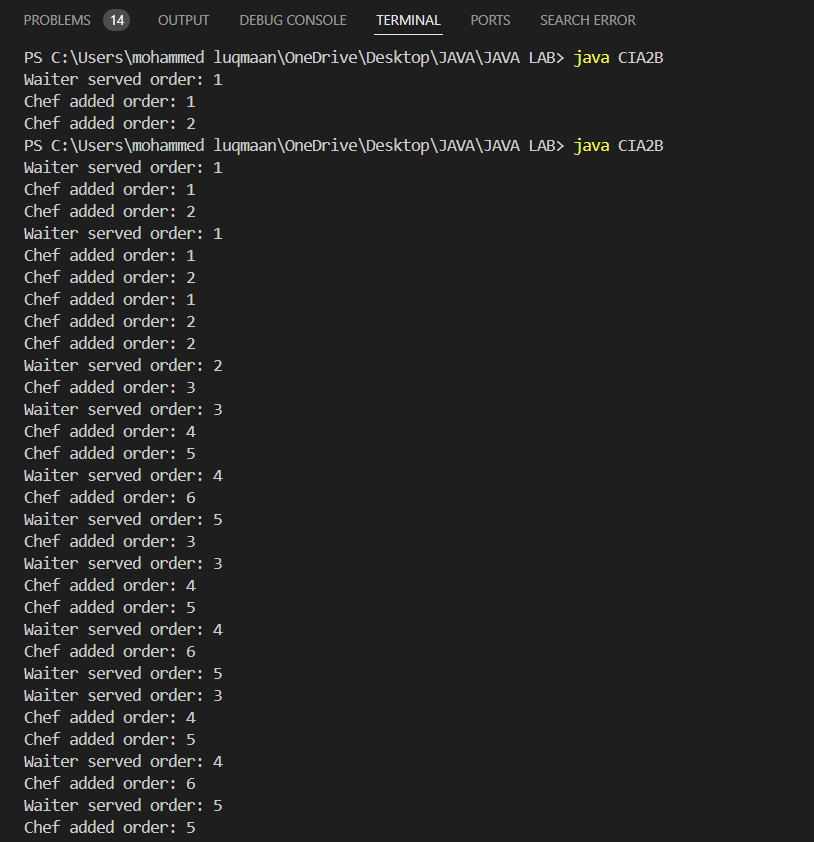 PROBLEMS 14 OUTPUT DEBUG CONSOLE TERMINAL PORTS SEARCH ERROR
PS C:\Users\mohammed luqmaan\OneDrive\Desktop\JAVA\JAVA LAB> java CIA2B
Waiter served order: 1
Chef added order: 1
Chef added order: 2
PS C:\Users\mohammed luqmaan\OneDrive\Desktop\JAVA\JAVA LAB> java CIA2B
Waiter served order: 1
Chef added order: 1
Chef added order: 2
Waiter served order: 1
Chef added order: 1
Chef added order: 2
Chef added order: 1
Chef added order: 2
Chef added order: 2
Waiter served order: 2
Chef added order: 3
Waiter served order: 3
Chef added order: 4
Chef added order: 5
Waiter served order: 4
Chef added order: 6
Waiter served order: 5
Chef added order: 3
Waiter served order: 3
Chef added order: 4
Chef added order: 5
Waiter served order: 4
Chef added order: 6
Waiter served order: 5
Waiter served order: 3
Chef added order: 4
Chef added order: 5
Waiter served order: 4
Chef added order: 6
Waiter served order: 5
Chef added order: 5